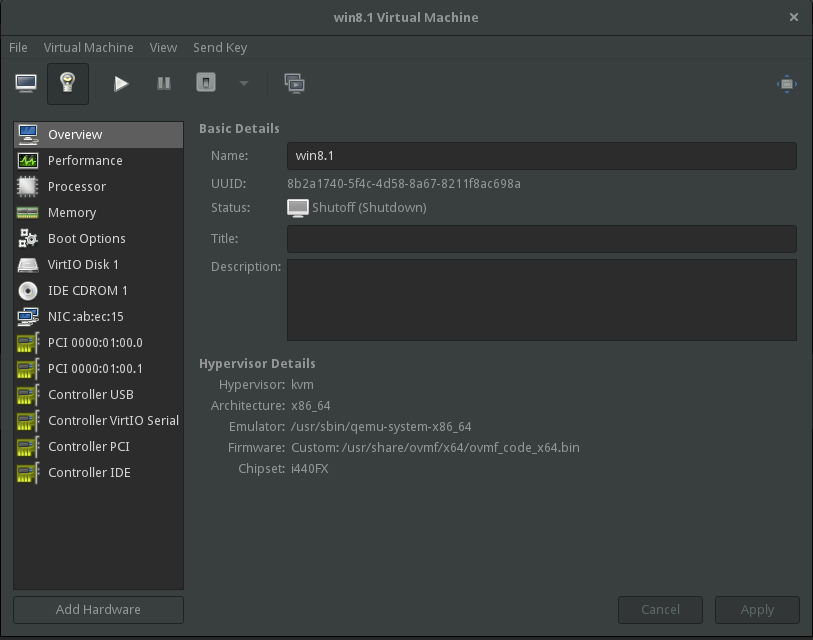 win8.1 Virtual Machine
File Virtual Machine View Send Key
Overview
Performance
Processor
Memory
Boot Options
VirtIO Disk 1
IDE CDROM 1
NIC :ab:ec:15
PCI 0000:01:00.0
PCI 0000:01:00.1
Controller USB
Controller VirtIO Serial
Controller PCI
Controller IDE
Add Hardware
Basic Details
Name: win8.1
UUID: 8b2a1740-5f4c-4d58-8a67-8211f8ac698a
Status: Shutoff (Shutdown)
Title:
Description:
Hypervisor Details
Hypervisor: kvm
Architecture: x86_64
Emulator: /usr/sbin/qemu-system-x86_64
Firmware: Custom: /usr/share/ovmf/x64/ovmf_code_x64.bin
Chipset: i440FX
Cancel Apply